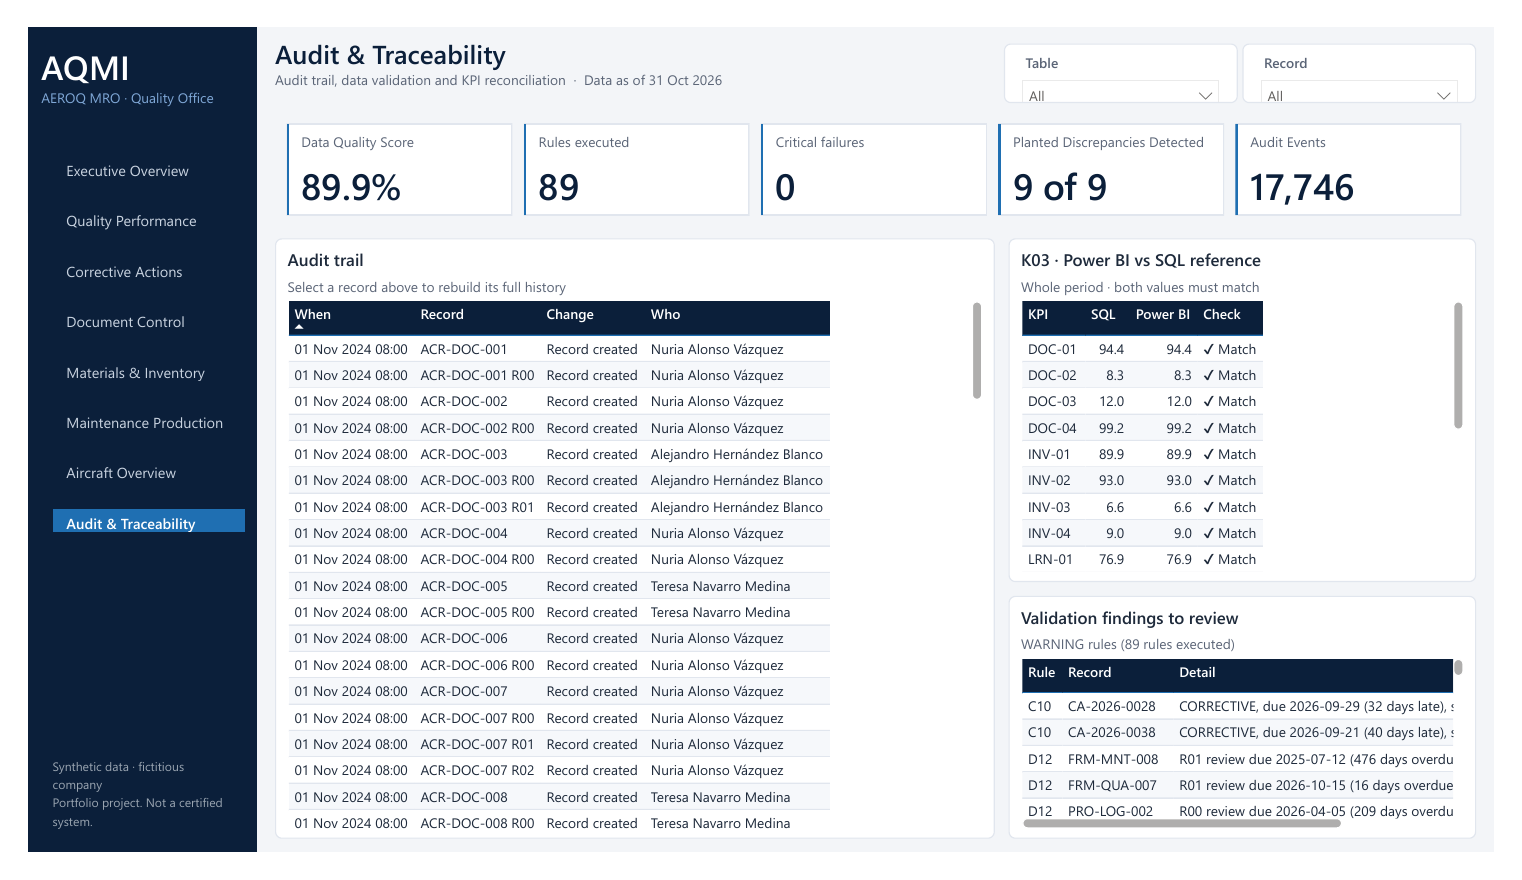 AQMI
AEROQ MRO · Quality Office
Executive Overview
Quality Performance
Corrective Actions
Document Control
Materials & Inventory
Maintenance Production
Aircraft Overview
Audit & Traceability
Synthetic data · fictitious
company
Portfolio project. Not a certified
system.
Audit & Traceability
Audit trail, data validation and KPI reconciliation · Data as of 31 Oct 2026
Table
All
Record
All
Data Quality Score
89.9%
Rules executed
89
Critical failures
0
Planted Discrepancies Detected
9 of 9
Audit Events
17,746
Audit trail
Select a record above to rebuild its full history
When Record Change Who
01 Nov 2024 08:00 ACR-DOC-001 Record created Nuria Alonso Vázquez
01 Nov 2024 08:00 ACR-DOC-001 R00 Record created Nuria Alonso Vázquez
01 Nov 2024 08:00 ACR-DOC-002 Record created Nuria Alonso Vázquez
01 Nov 2024 08:00 ACR-DOC-002 R00 Record created Nuria Alonso Vázquez
01 Nov 2024 08:00 ACR-DOC-003 Record created Alejandro Hernández Blanco
01 Nov 2024 08:00 ACR-DOC-003 R00 Record created Alejandro Hernández Blanco
01 Nov 2024 08:00 ACR-DOC-003 R01 Record created Alejandro Hernández Blanco
01 Nov 2024 08:00 ACR-DOC-004 Record created Nuria Alonso Vázquez
01 Nov 2024 08:00 ACR-DOC-004 R00 Record created Nuria Alonso Vázquez
01 Nov 2024 08:00 ACR-DOC-005 Record created Teresa Navarro Medina
01 Nov 2024 08:00 ACR-DOC-005 R00 Record created Teresa Navarro Medina
01 Nov 2024 08:00 ACR-DOC-006 Record created Nuria Alonso Vázquez
01 Nov 2024 08:00 ACR-DOC-006 R00 Record created Nuria Alonso Vázquez
01 Nov 2024 08:00 ACR-DOC-007 Record created Nuria Alonso Vázquez
01 Nov 2024 08:00 ACR-DOC-007 R00 Record created Nuria Alonso Vázquez
01 Nov 2024 08:00 ACR-DOC-007 R01 Record created Nuria Alonso Vázquez
01 Nov 2024 08:00 ACR-DOC-007 R02 Record created Nuria Alonso Vázquez
01 Nov 2024 08:00 ACR-DOC-008 Record created Teresa Navarro Medina
01 Nov 2024 08:00 ACR-DOC-008 R00 Record created Teresa Navarro Medina
K03 · Power BI vs SQL reference
Whole period · both values must match
KPI SQL Power BI Check
DOC-01 94.4 94.4 ✓ Match
DOC-02 8.3 8.3 ✓ Match
DOC-03 12.0 12.0 ✓ Match
DOC-04 99.2 99.2 ✓ Match
INV-01 89.9 89.9 ✓ Match
INV-02 93.0 93.0 ✓ Match
INV-03 6.6 6.6 ✓ Match
INV-04 9.0 9.0 ✓ Match
LRN-01 76.9 76.9 ✓ Match
Validation findings to review
WARNING rules (89 rules executed)
Rule Record Detail
C10 CA-2026-0028 CORRECTIVE, due 2026-09-29 (32 days late),
C10 CA-2026-0038 CORRECTIVE, due 2026-09-21 (40 days late),
D12 FRM-MNT-008 R01 review due 2025-07-12 (476 days overdu
D12 FRM-QUA-007 R01 review due 2026-10-15 (16 days overdue
D12 PRO-LOG-002 R00 review due 2026-04-05 (209 days overdu